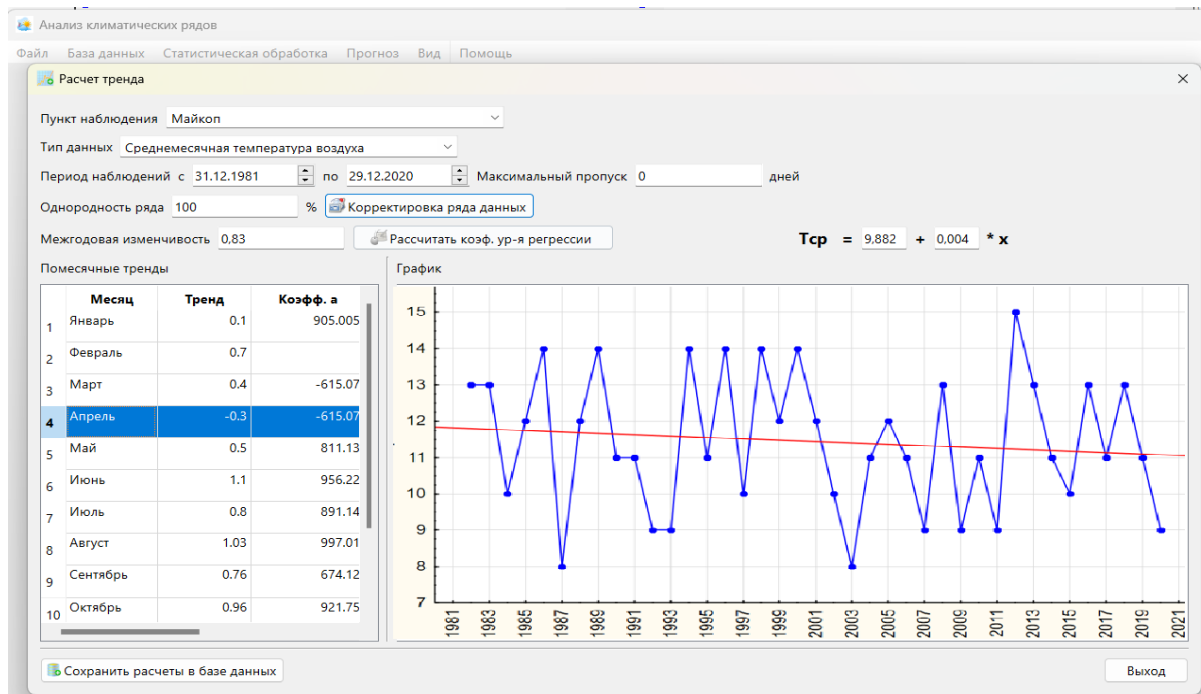 Анализ климатических рядов
Файл База данных Статистическая обработка Прогноз Вид Помощь
Расчет тренда
Пункт наблюдения Майкоп
Тип данных Среднемесячная температура воздуха
Период наблюдений с 31.12.1981 по 29.12.2020 Максимальный пропуск 0 дней
Однородность ряда 100 % Корректировка ряда данных
Межгодовая изменчивость 0,83 Рассчитать коэф. ур-я регрессии Tср = 9,882 + 0,004 * x
Помесячные тренды График
Месяц Тренд Коэфф. а
1 Январь 0.1 905.005
2 Февраль 0.7
3 Март 0.4 -615.07
4 Апрель -0.3 -615.07
5 Май 0.5 811.13
6 Июнь 1.1 956.22
7 Июль 0.8 891.14
8 Август 1.03 997.01
9 Сентябрь 0.76 674.12
10 Октябрь 0.96 921.75
15
14
13
12
11
10
9
8
7
1981 1983 1985 1987 1989 1991 1993 1995 1997 1999 2001 2003 2005 2007 2009 2011 2013 2015 2017 2019 2021
Сохранить расчеты в базе данных Выход